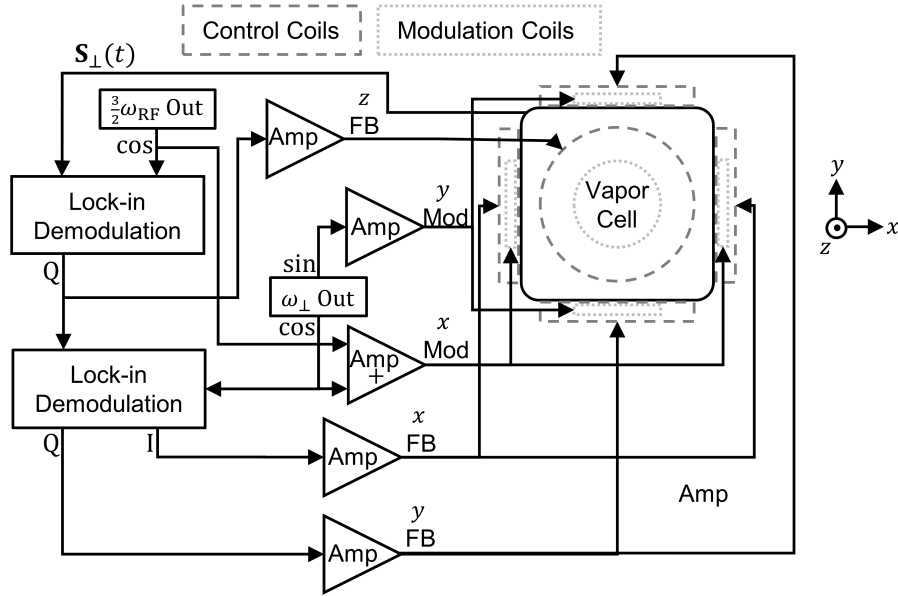 Control Coils
Modulation Coils
𝐒⊥(t)
3/2 ω_RF Out
cos
Lock-in
Demodulation
Q
Amp
z
FB
Amp
y
Mod
sin
ω⊥ Out
cos
Amp
+
x
Mod
Lock-in
Demodulation
Q
I
Amp
x
FB
Amp
y
FB
Vapor
Cell
Amp
y
x
z